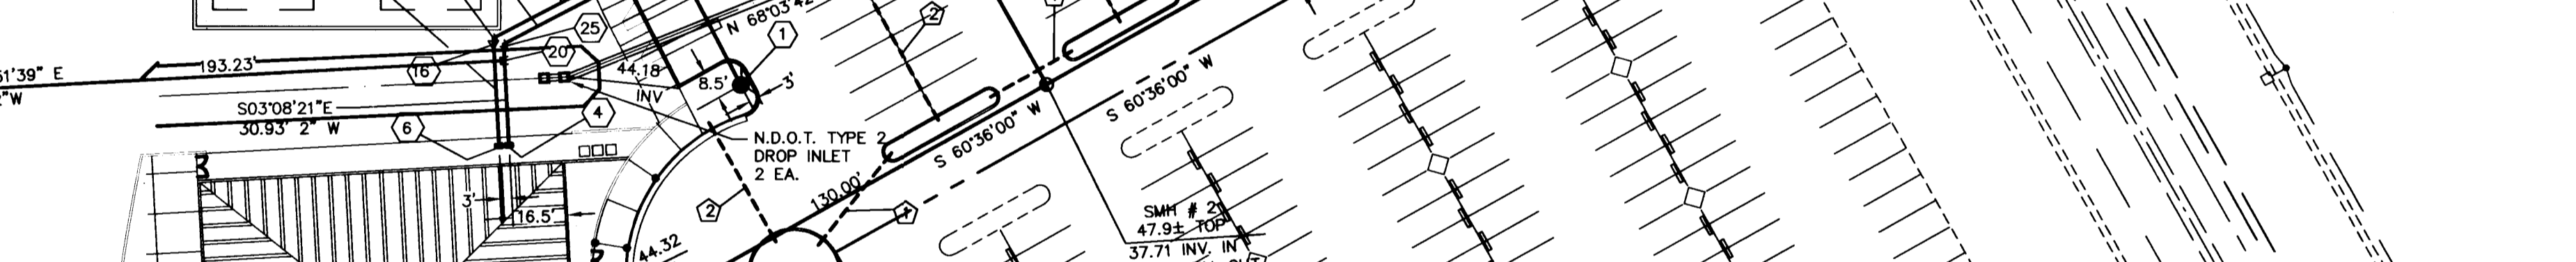 51'39" E
"W
193.23'
S03°08'21"E
30.93' 2" W
16
20
25
6
4
44.18
INV
8.5'
3'
1
N 68°03'42"
2
N.D.O.T. TYPE 2
DROP INLET
2 EA.
3'
16.5'
2
44.32
130.00'
1
S 60°36'00" W
S 60°36'00" W
SMH # 2
47.9± TOP
37.71 INV. IN